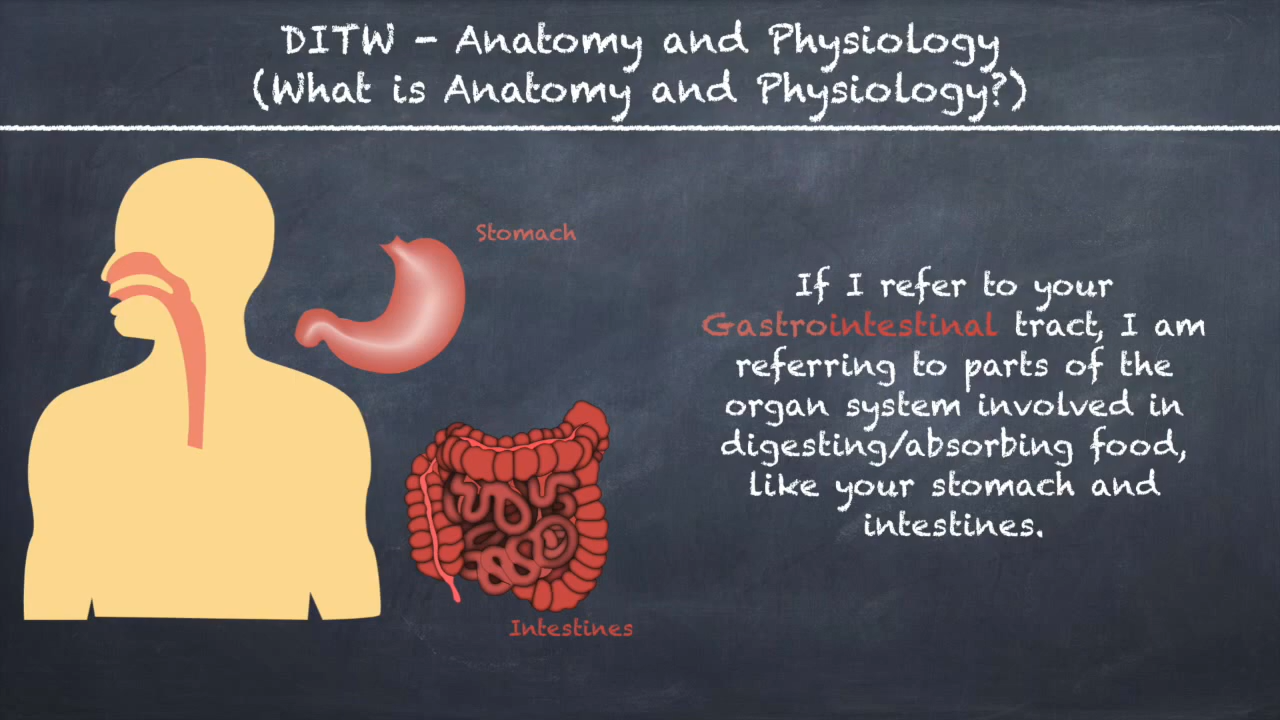 DITW - Anatomy and Physiology
(What is Anatomy and Physiology?)
Stomach
Intestines
If I refer to your
Gastrointestinal tract, I am
referring to parts of the
organ system involved in
digesting/absorbing food,
like your stomach and
intestines.